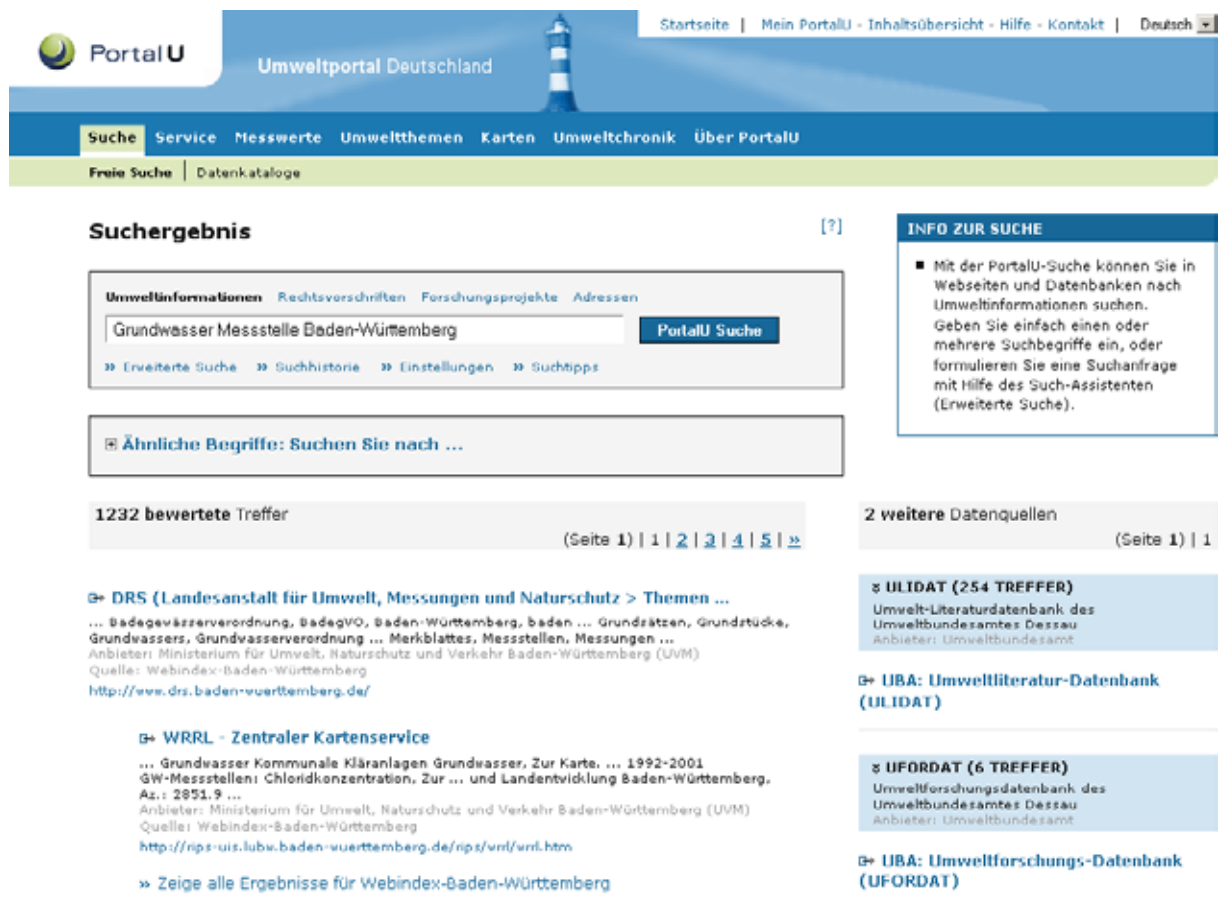 Startseite | Mein PortalU - Inhaltsübersicht - Hilfe - Kontakt | Deutsch
PortalU
Umweltportal Deutschland
Suche Service Messwerte Umweltthemen Karten Umweltchronik Über PortalU
Freie Suche | Datenkataloge
Suchergebnis
[?]
Umweltinformationen Rechtsvorschriften Forschungsprojekte Adressen
Grundwasser Messstelle Baden-Württemberg
PortalU Suche
» Erweiterte Suche » Suchhistorie » Einstellungen » Suchtipps
Ähnliche Begriffe: Suchen Sie nach ...
INFO ZUR SUCHE
Mit der PortalU-Suche können Sie in
Webseiten und Datenbanken nach
Umweltinformationen suchen.
Geben Sie einfach einen oder
mehrere Suchbegriffe ein, oder
formulieren Sie eine Suchanfrage
mit Hilfe des Such-Assistenten
(Erweiterte Suche).
1232 bewertete Treffer
(Seite 1) | 1 | 2 | 3 | 4 | 5 | »
DRS (Landesanstalt für Umwelt, Messungen und Naturschutz > Themen ...
... Badegewässerverordnung, BadegVO, Baden-Württemberg, baden ... Grundsätzen, Grundstücke,
Grundwassers, Grundwasserverordnung ... Merkblattes, Messstellen, Messungen ...
Anbieter: Ministerium für Umwelt, Naturschutz und Verkehr Baden-Württemberg (UVM)
Quelle: Webindex-Baden-Württemberg
http://www.drs.baden-wuerttemberg.de/
WRRL - Zentraler Kartenservice
... Grundwasser Kommunale Kläranlagen Grundwasser, Zur Karte, ... 1992-2001
GW-Messstellen: Chloridkonzentration, Zur ... und Landentwicklung Baden-Württemberg,
Az.: 2851.9 ...
Anbieter: Ministerium für Umwelt, Naturschutz und Verkehr Baden-Württemberg (UVM)
Quelle: Webindex-Baden-Württemberg
http://rips-uis.lubw.baden-wuerttemberg.de/rips/wrrl/wrrl.htm
» Zeige alle Ergebnisse für Webindex-Baden-Württemberg
2 weitere Datenquellen
(Seite 1) | 1
ULIDAT (254 TREFFER)
Umwelt-Literaturdatenbank des
Umweltbundesamtes Dessau
Anbieter: Umweltbundesamt
UBA: Umweltliteratur-Datenbank
(ULIDAT)
UFORDAT (6 TREFFER)
Umweltforschungsdatenbank des
Umweltbundesamtes Dessau
Anbieter: Umweltbundesamt
UBA: Umweltforschungs-Datenbank
(UFORDAT)